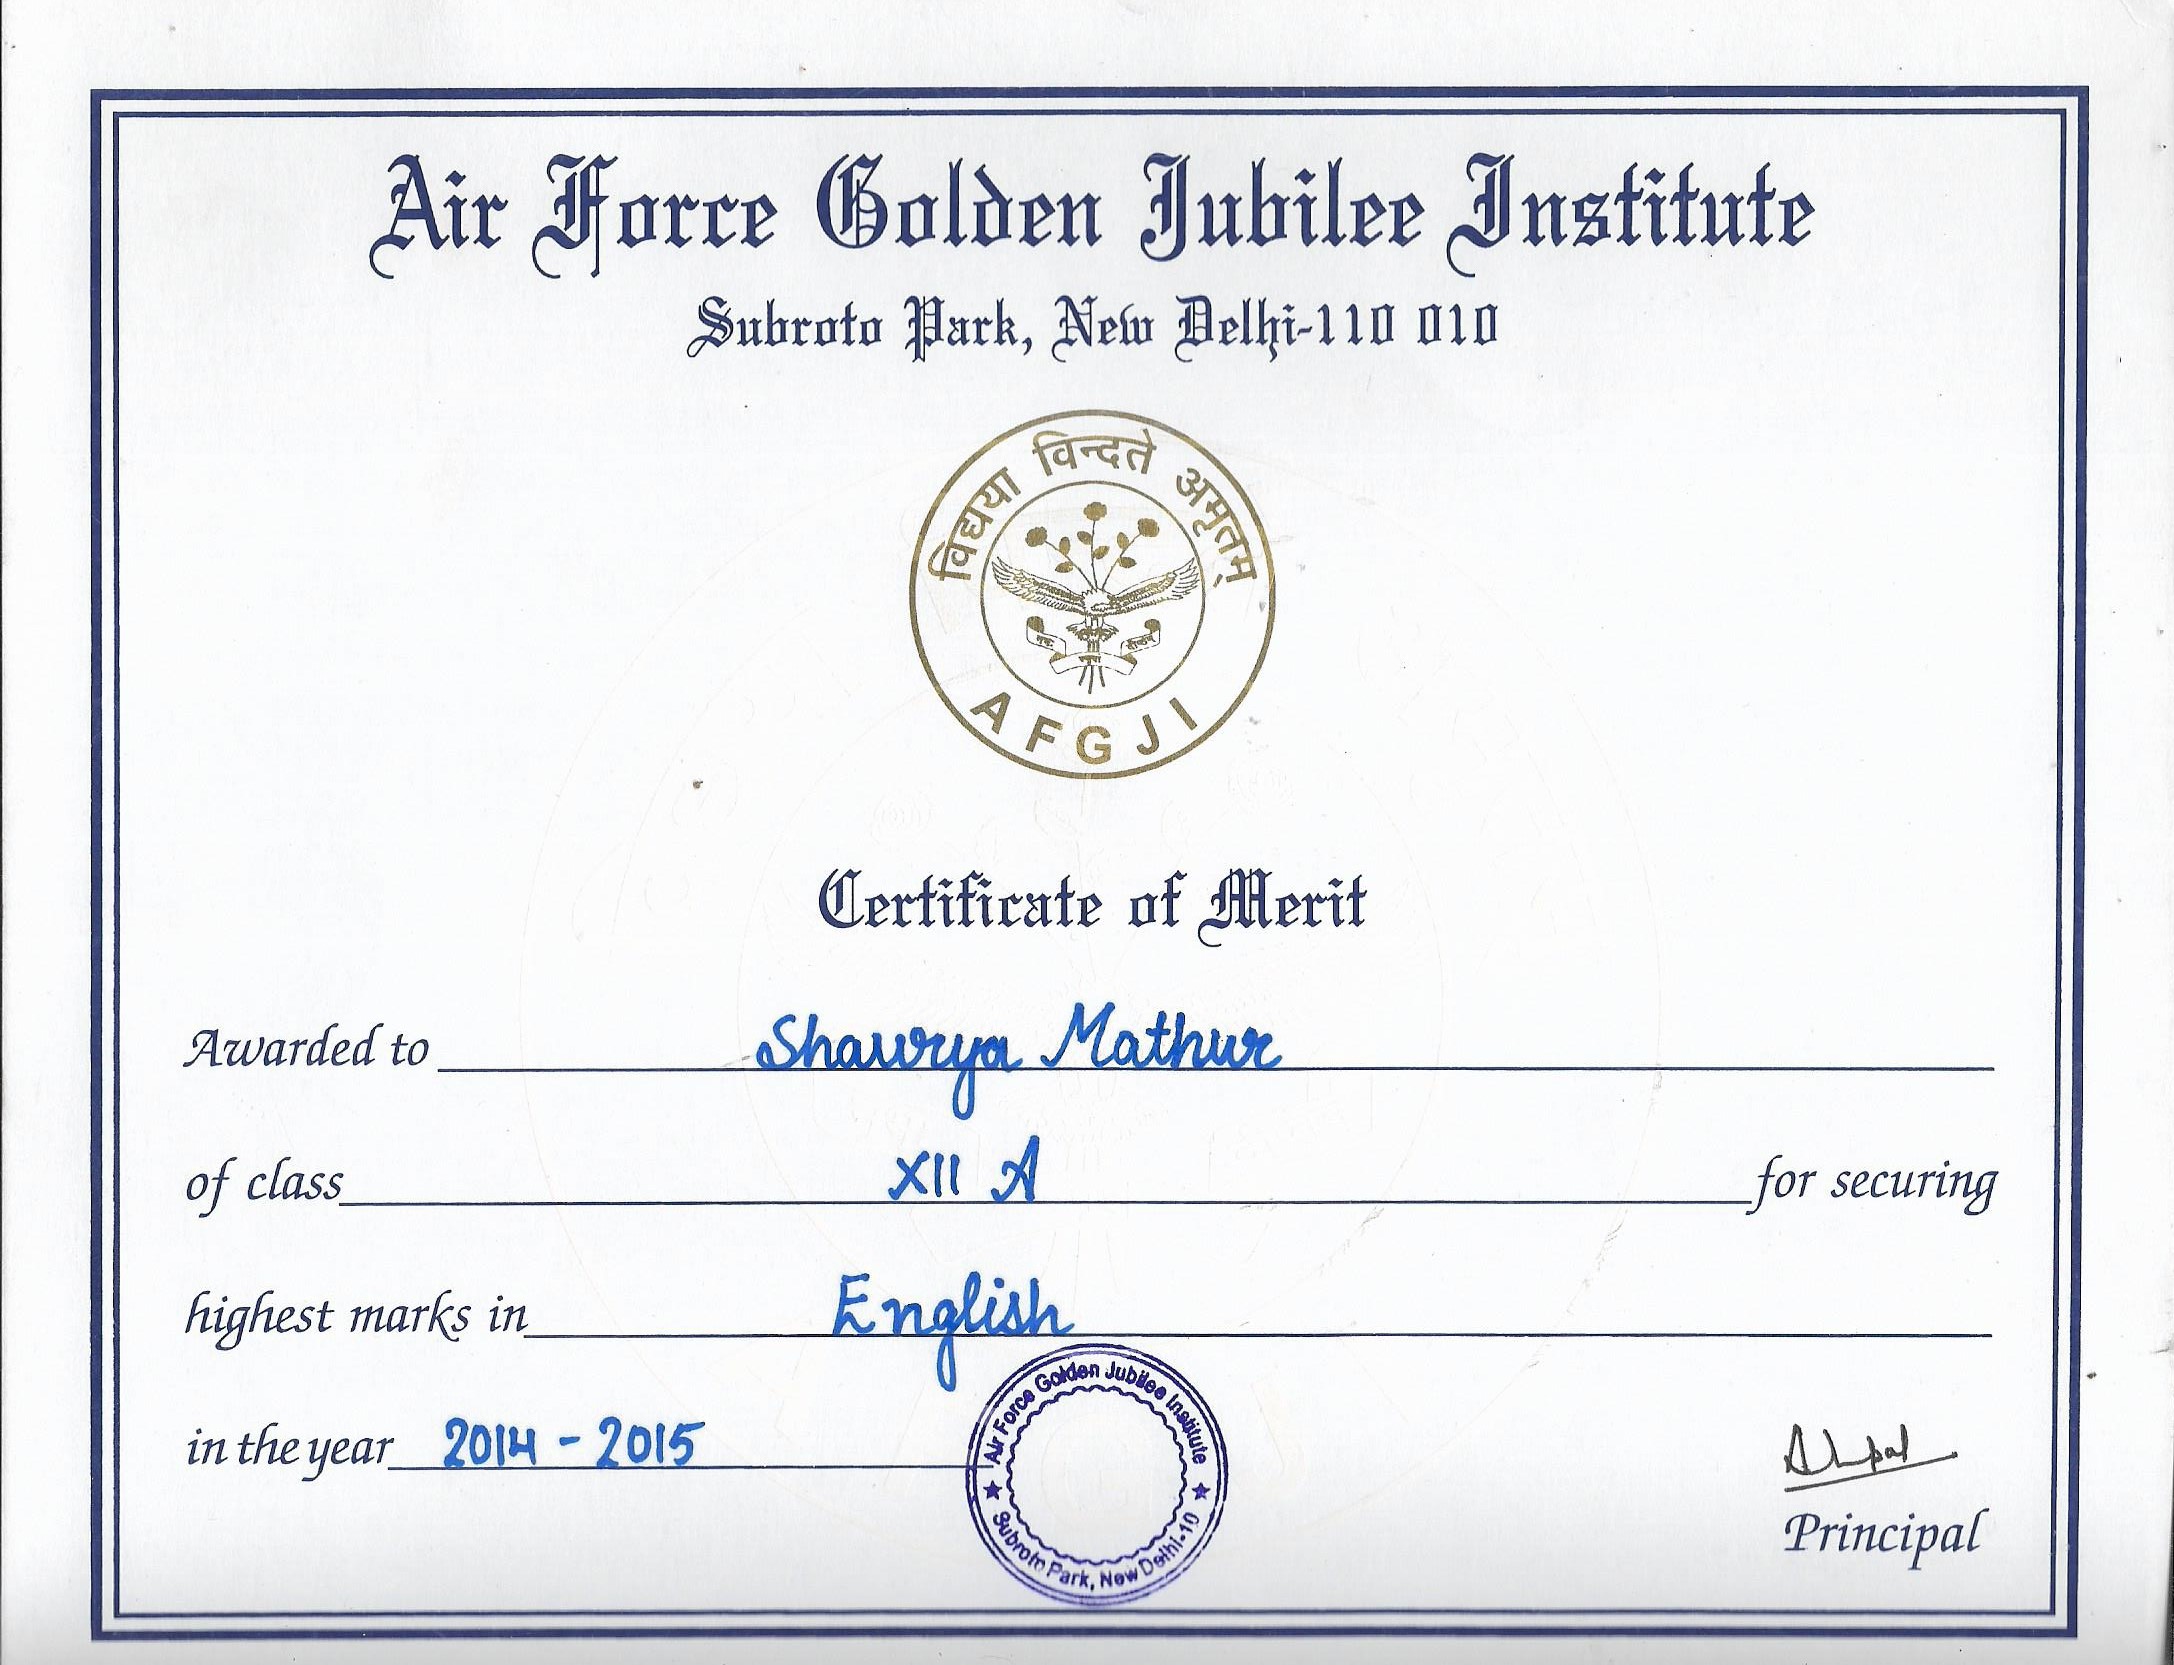 Air Force Golden Jubilee Institute
Subroto Park, New Delhi-110 010
विद्यया विन्दते अमृतम्
AFGJI
Certificate of Merit
Awarded to Shaurya Mathur
of class XII A for securing
highest marks in English
in the year 2014 - 2015
Air Force Golden Jubilee Institute
Subroto Park, New Delhi-10
Principal